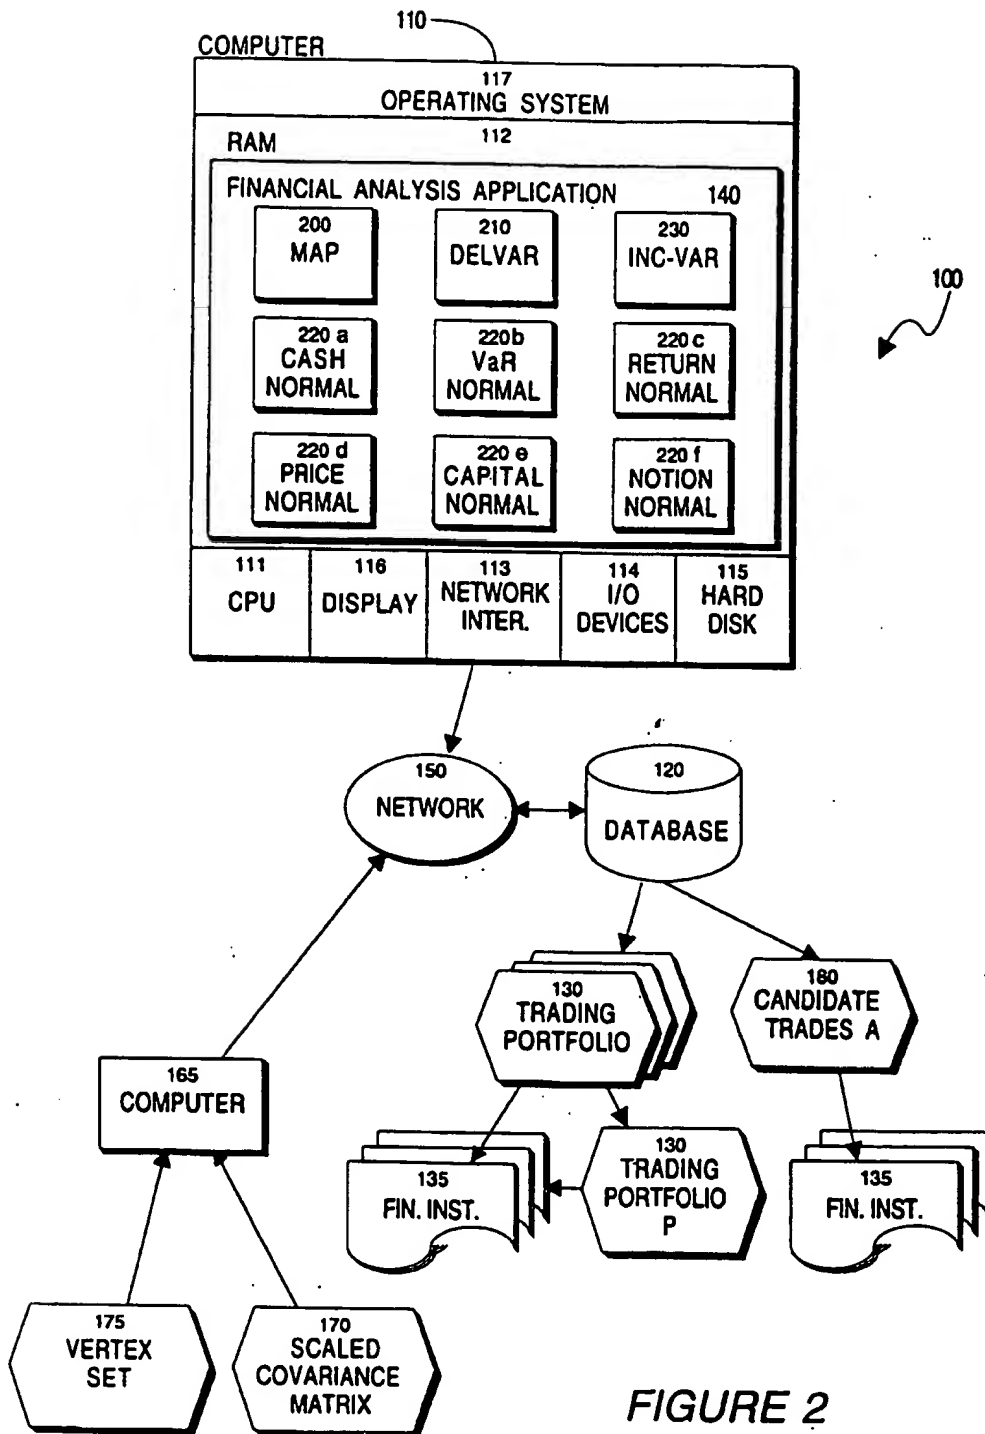 110
COMPUTER
117
OPERATING SYSTEM
112
RAM
FINANCIAL ANALYSIS APPLICATION 140
200
MAP
210
DELVAR
230
INC-VAR
100
220 a
CASH
NORMAL
220 b
VaR
NORMAL
220 c
RETURN
NORMAL
220 d
PRICE
NORMAL
220 e
CAPITAL
NORMAL
220 f
NOTION
NORMAL
111
CPU
116
DISPLAY
113
NETWORK
INTER.
114
I/O
DEVICES
115
HARD
DISK
150
NETWORK
120
DATABASE
130
TRADING
PORTFOLIO
160
CANDIDATE
TRADES A
165
COMPUTER
135
FIN. INST.
130
TRADING
PORTFOLIO
P
135
FIN. INST.
175
VERTEX
SET
170
SCALED
COVARIANCE
MATRIX
FIGURE 2